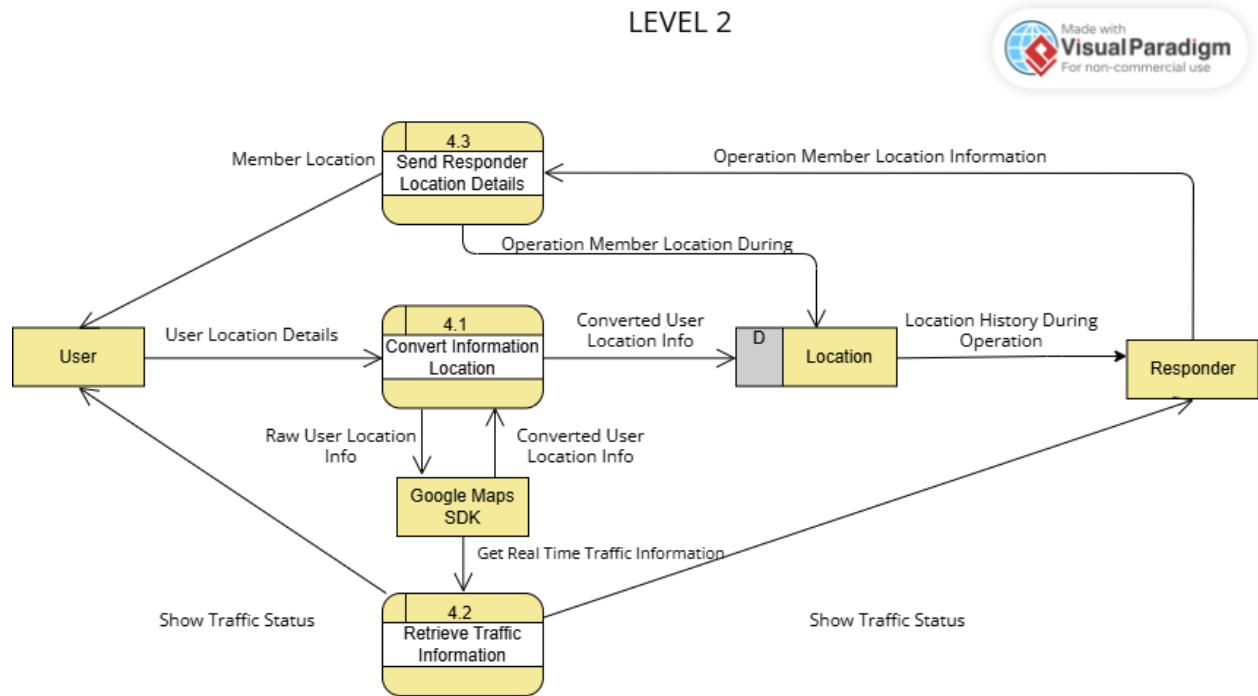 LEVEL 2
Made with
Visual Paradigm
For non-commercial use
4.3
Send Responder
Location Details
Member Location
Operation Member Location Information
Operation Member Location During
User
User Location Details
4.1
Convert Information
Location
Converted User
Location Info
D
Location
Location History During
Operation
Responder
Raw User Location
Info
Converted User
Location Info
Google Maps
SDK
Get Real Time Traffic Information
4.2
Retrieve Traffic
Information
Show Traffic Status
Show Traffic Status